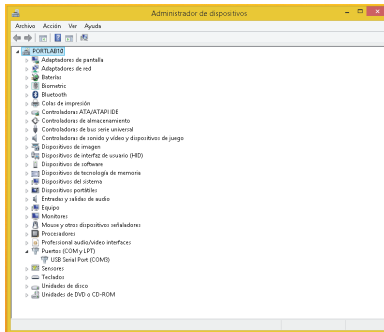 Administrador de dispositivos
Archivo Acción Ver Ayuda
PORTLAB10
Adaptadores de pantalla
Adaptadores de red
Baterías
Biometric
Bluetooth
Colas de impresión
Controladoras ATA/ATAPI IDE
Controladoras de almacenamiento
Controladoras de bus serie universal
Controladoras de sonido y vídeo y dispositivos de juego
Dispositivos de imagen
Dispositivos de interfaz de usuario (HID)
Dispositivos de software
Dispositivos de tecnología de memoria
Dispositivos del sistema
Dispositivos portátiles
Entradas y salidas de audio
Equipo
Monitores
Mouse y otros dispositivos señaladores
Procesadores
Professional audio/video interfaces
Puertos (COM y LPT)
USB Serial Port (COM3)
Sensores
Teclados
Unidades de disco
Unidades de DVD o CD-ROM